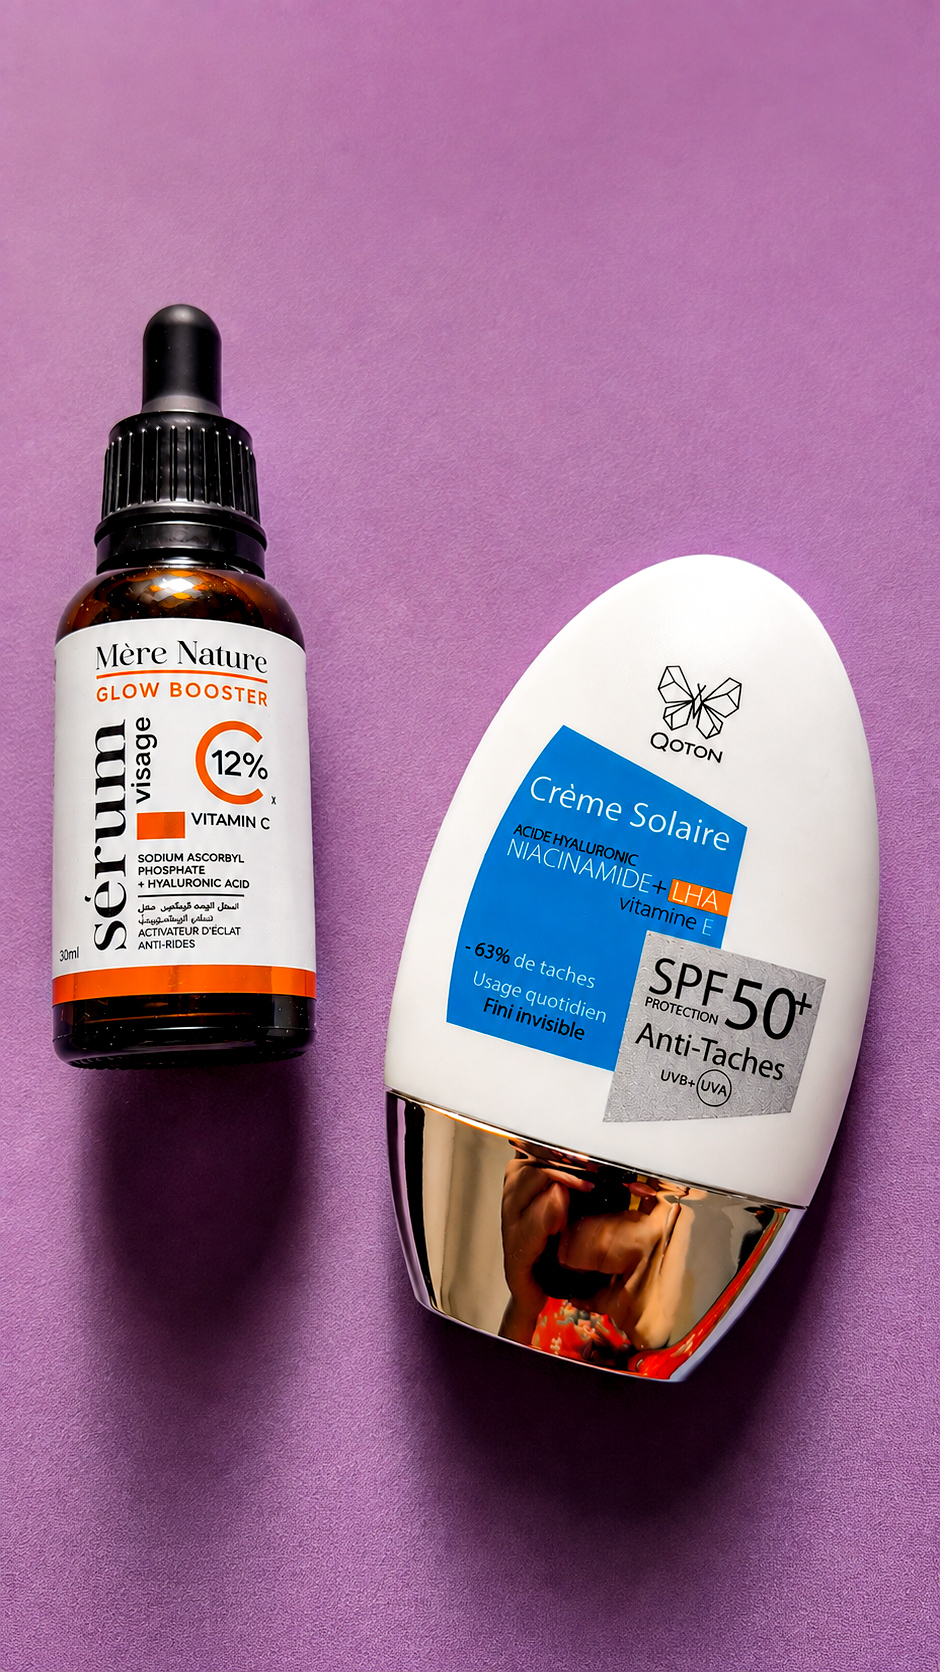 Mère Nature
GLOW BOOSTER
sérum
visage
12%
x
VITAMIN C
SODIUM ASCORBYL
PHOSPHATE
+ HYALURONIC ACID
ACTIVATEUR D'ÉCLAT
ANTI-RIDES
30ml
QOTON
Crème Solaire
ACIDE HYALURONIC
NIACINAMIDE+ LHA
vitamine E
- 63% de taches
Usage quotidien
Fini invisible
SPF 50+
PROTECTION
Anti-Taches
UVB+ UVA